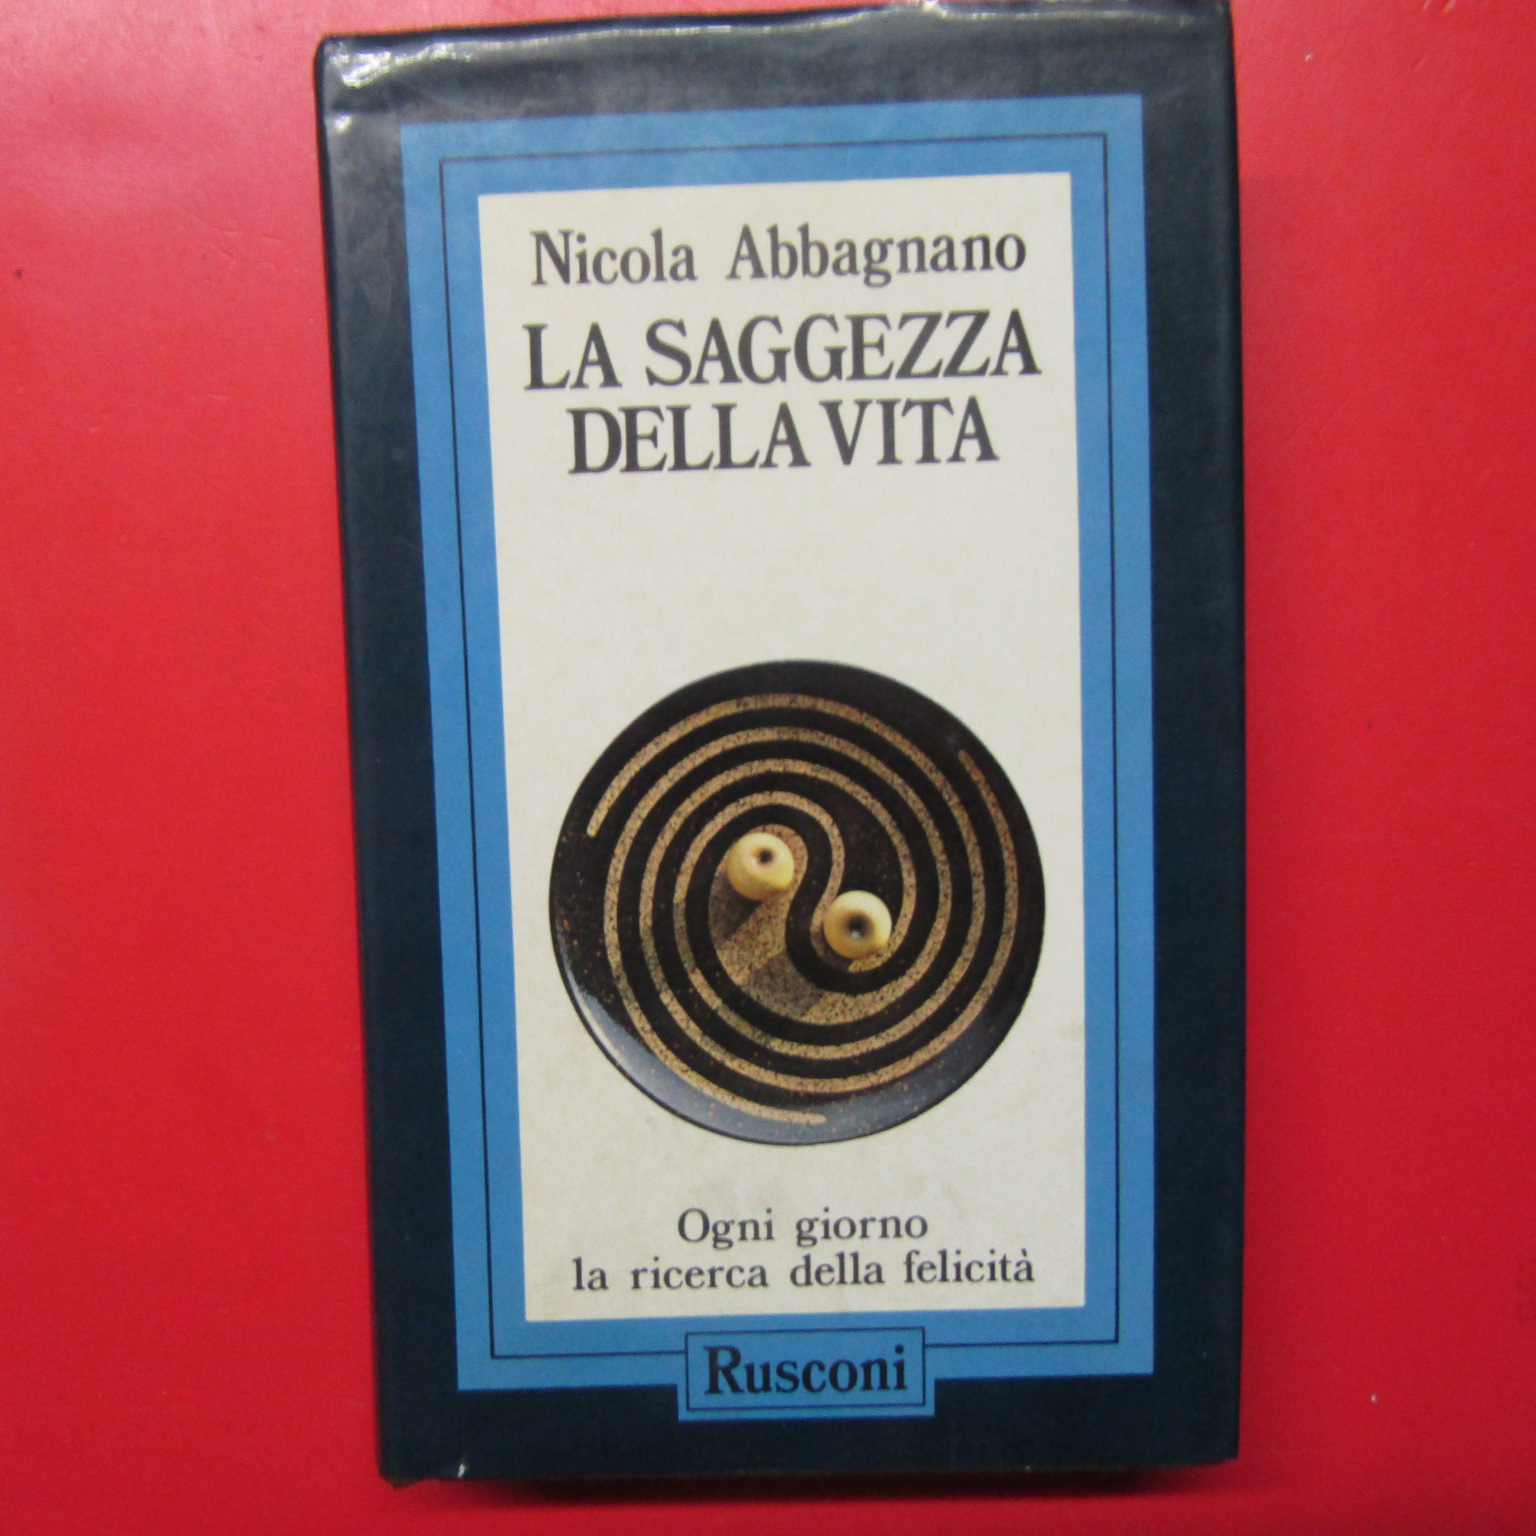 Nicola Abbagnano
LA SAGGEZZA
DELLA VITA
Ogni giorno
la ricerca della felicità
Rusconi